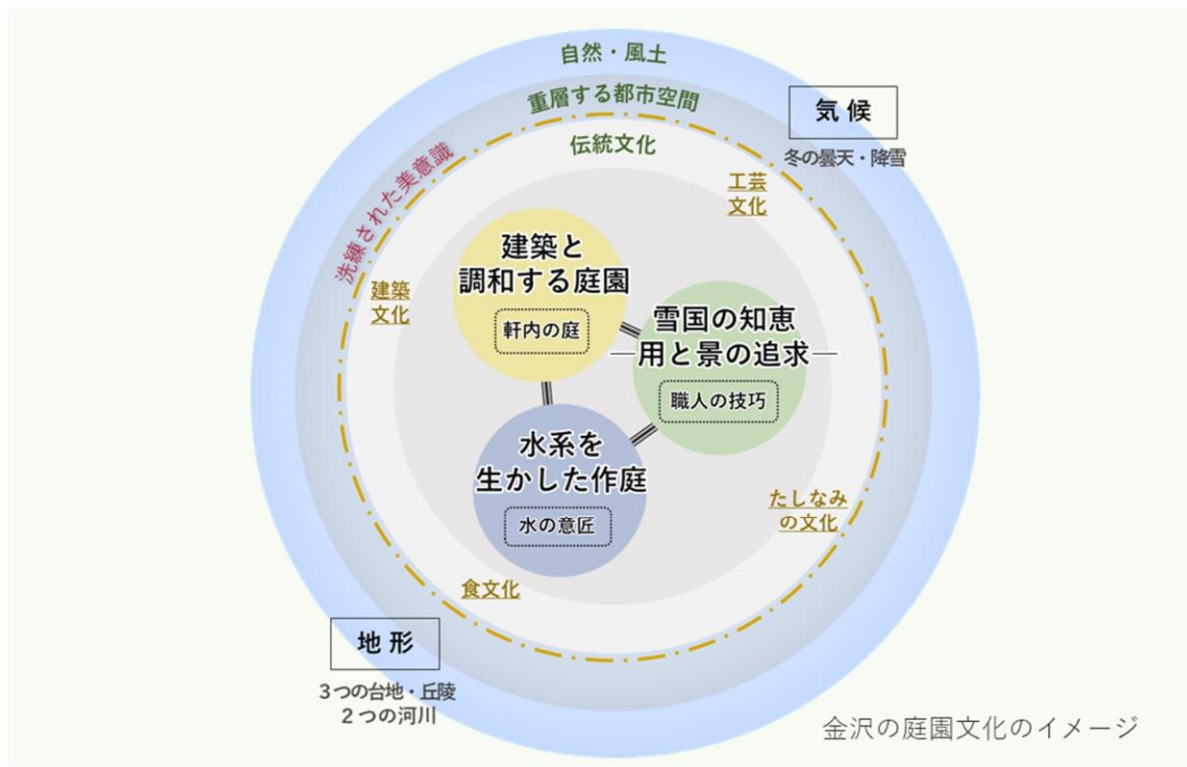 自然・風土
重層する都市空間
伝統文化
洗練された美意識
気候
冬の曇天・降雪
工芸
文化
建築
文化
建築と
調和する庭園
軒内の庭
雪国の知恵
―用と景の追求―
職人の技巧
水系を
生かした作庭
水の意匠
たしなみ
の文化
食文化
地形
3つの台地・丘陵
2つの河川
金沢の庭園文化のイメージ